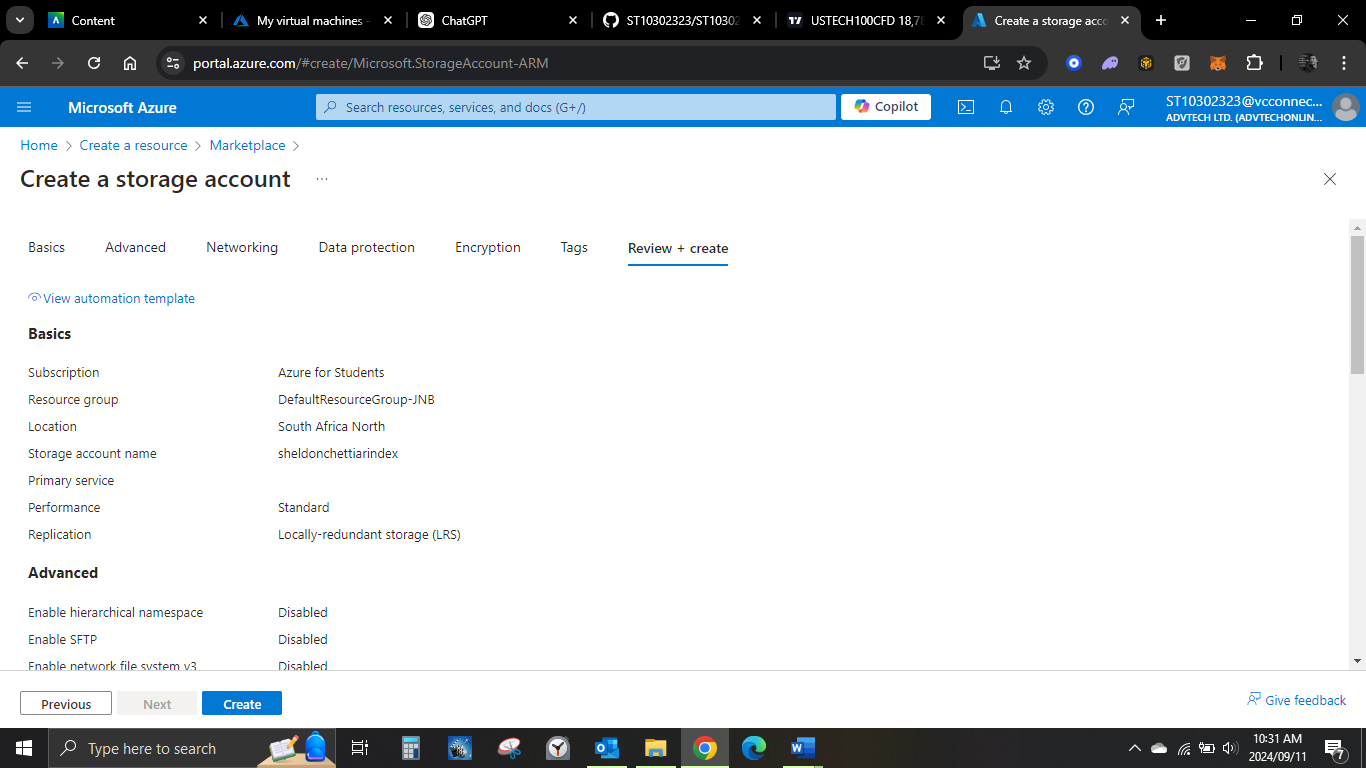 Content
My virtual machines -
ChatGPT
ST10302323/ST10302
USTECH100CFD 18,78
Create a storage acco
portal.azure.com/#create/Microsoft.StorageAccount-ARM
Microsoft Azure
Search resources, services, and docs (G+/)
Copilot
ST10302323@vcconnec...
ADVTECH LTD. (ADVTECHONLIN...
Home > Create a resource > Marketplace >
Create a storage account ...
Basics
Advanced
Networking
Data protection
Encryption
Tags
Review + create
View automation template
Basics
Subscription Azure for Students
Resource group DefaultResourceGroup-JNB
Location South Africa North
Storage account name sheldonchettiarindex
Primary service
Performance Standard
Replication Locally-redundant storage (LRS)
Advanced
Enable hierarchical namespace Disabled
Enable SFTP Disabled
Enable network file system v3 Disabled
Previous
Next
Create
Give feedback
Type here to search
10:31 AM
2024/09/11
7